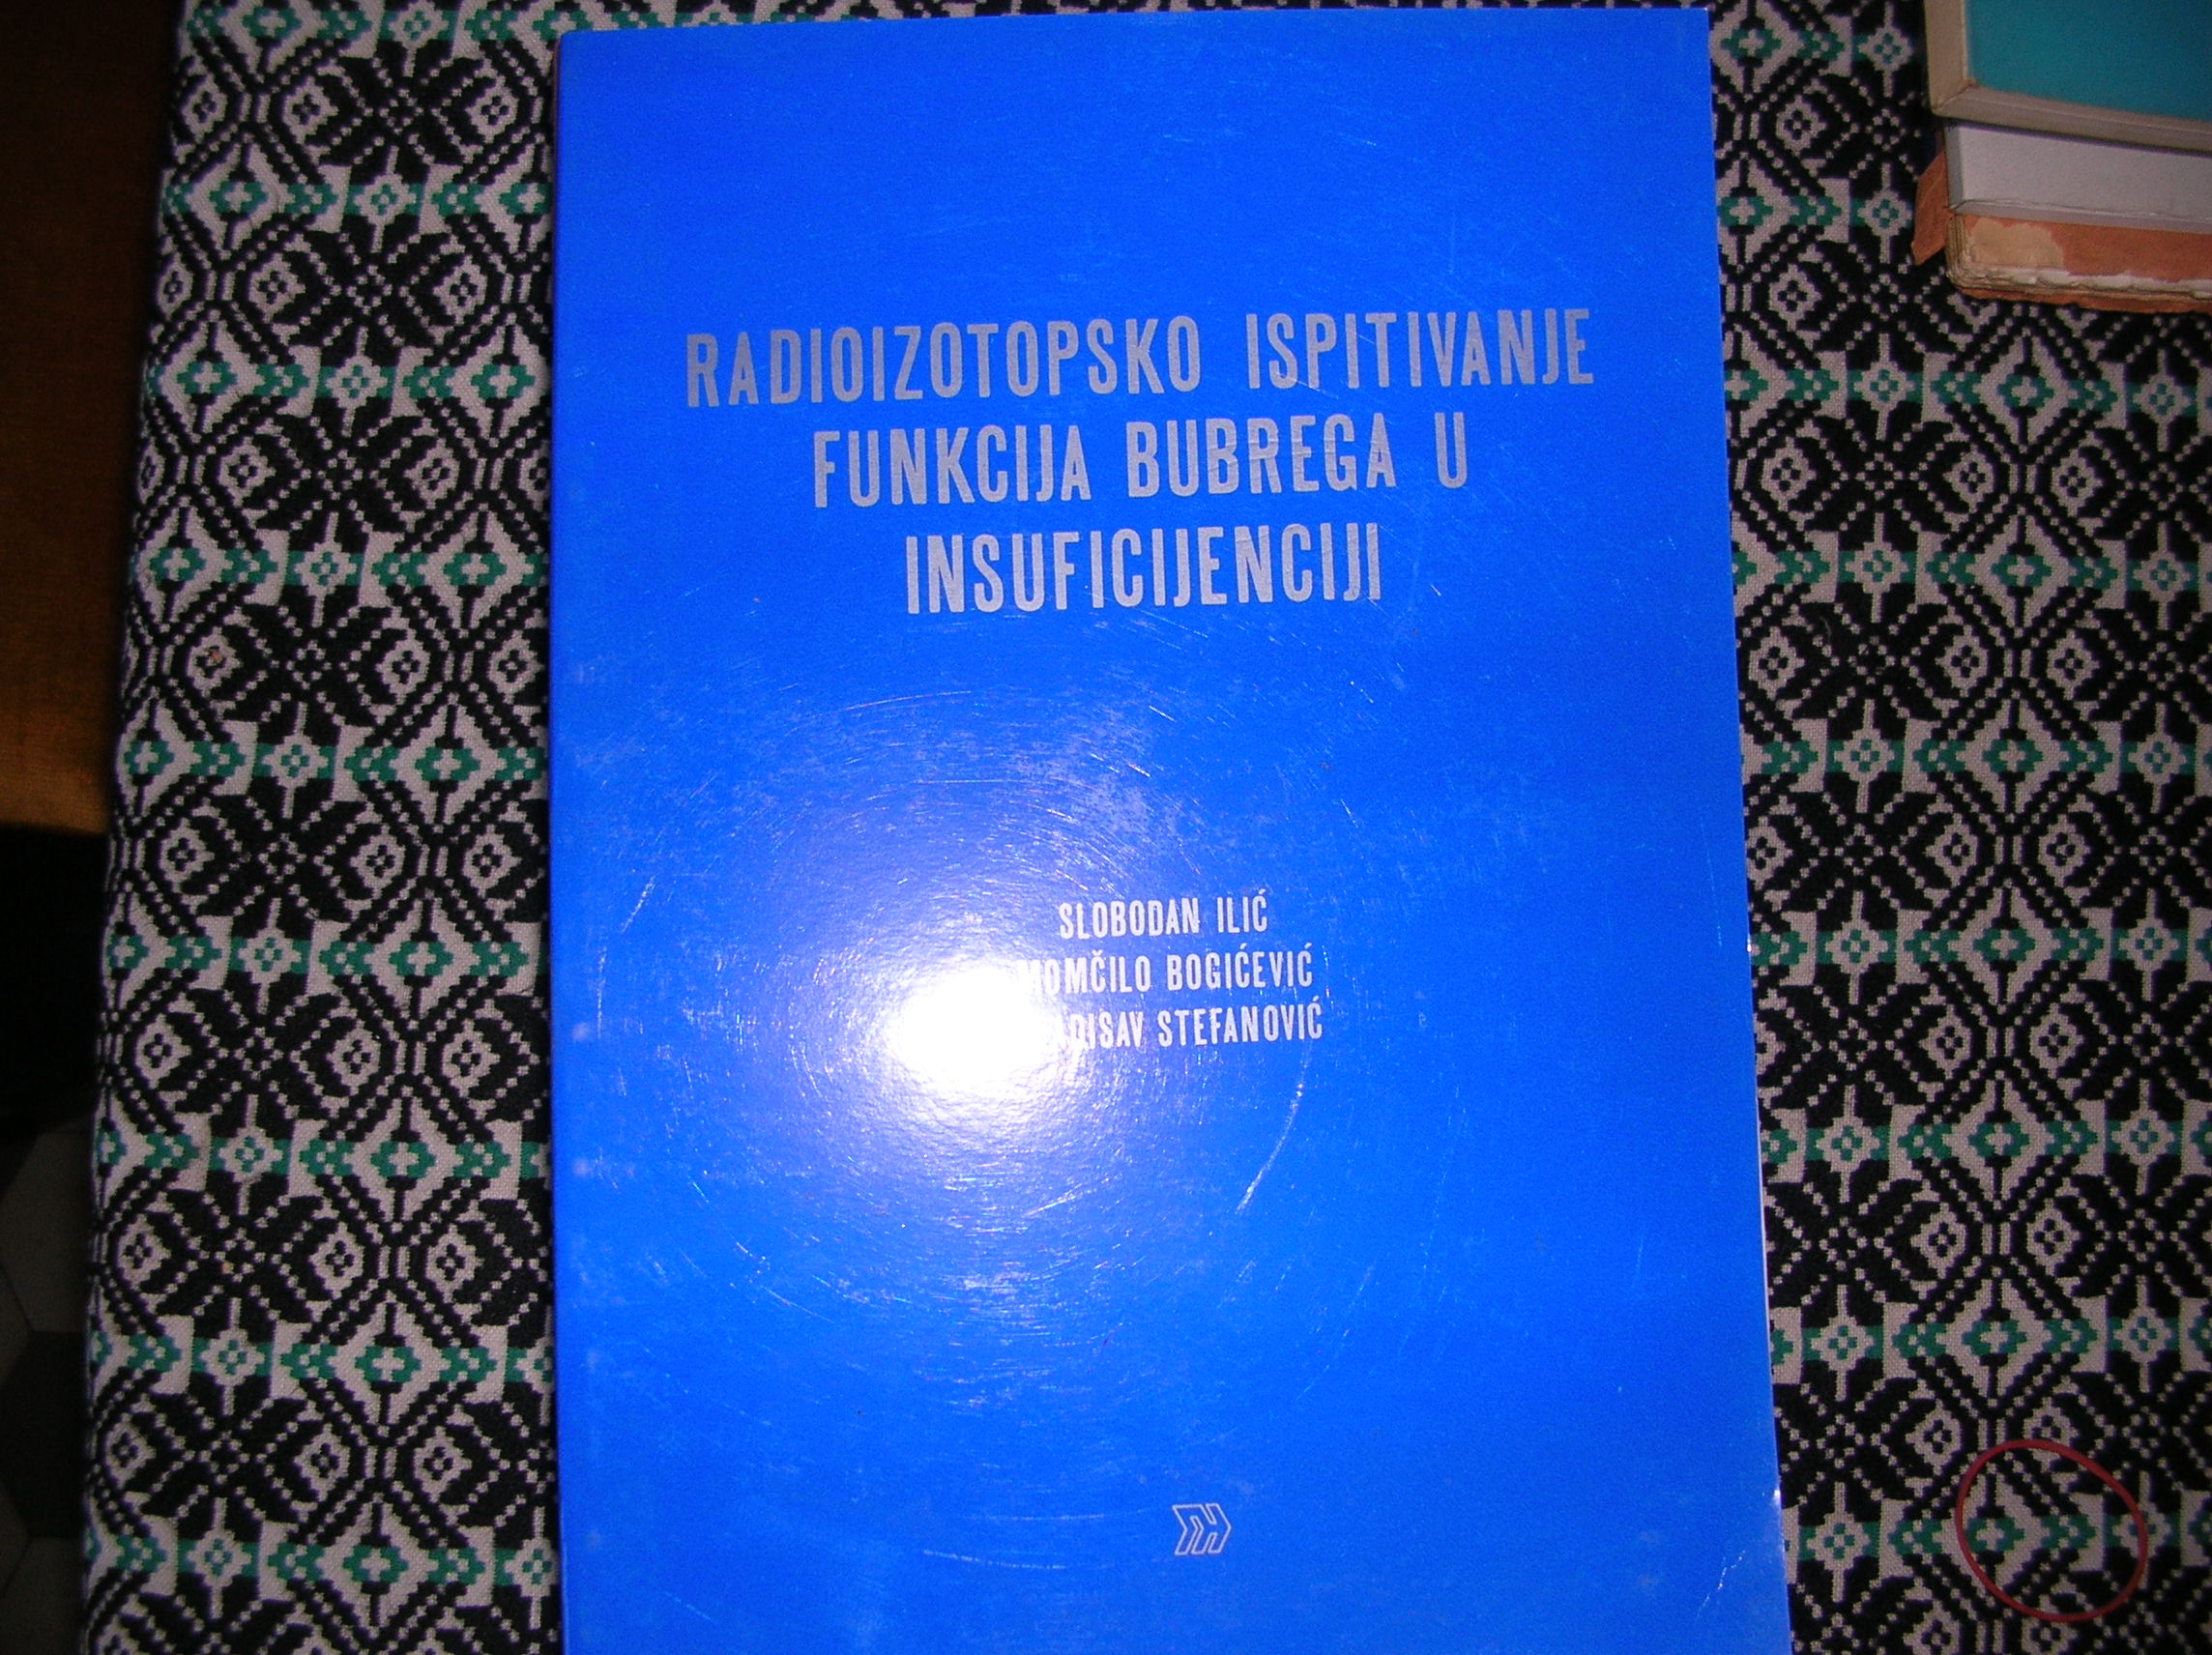 RADIOIZOTOPSKO ISPITIVANJE
FUNKCIJA BUBREGA U
INSUFICIJENCIJI
SLOBODAN ILIĆ
MOMČILO BOGIĆEVIĆ
STEFANOVIĆ